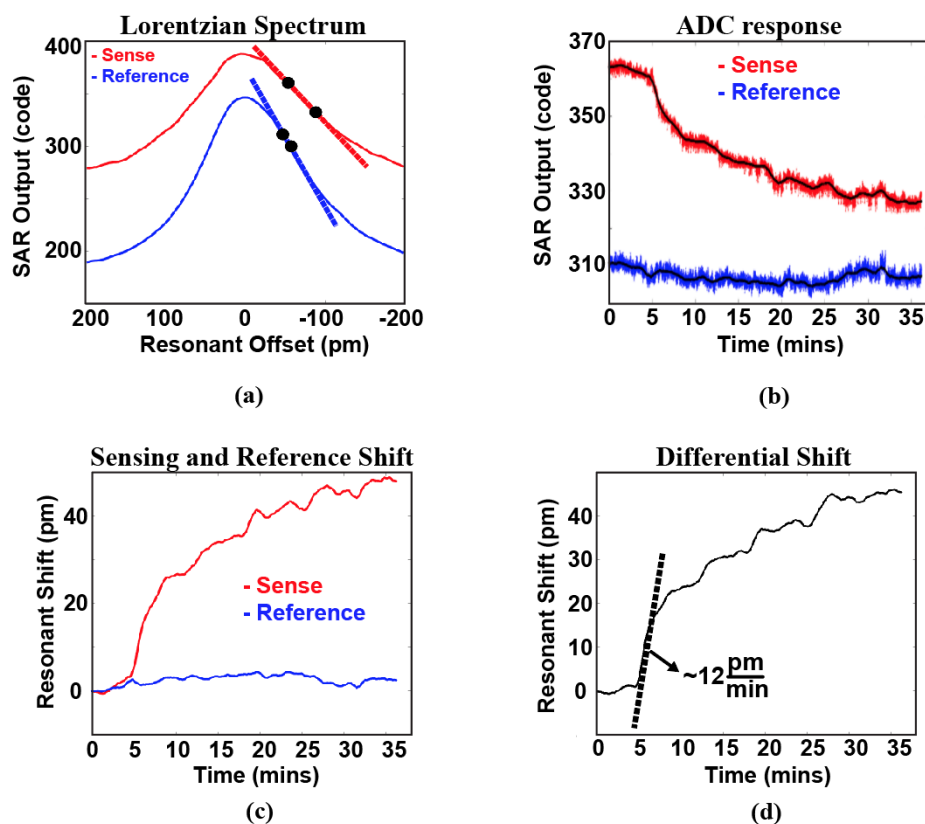 Lorentzian Spectrum
400
- Sense
- Reference
300
200
SAR Output (code)
200 100 0 -100 -200
Resonant Offset (pm)
(a)
ADC response
370
- Sense
- Reference
350
330
310
SAR Output (code)
0 5 10 15 20 25 30 35
Time (mins)
(b)
Sensing and Reference Shift
40
20
0
Resonant Shift (pm)
- Sense
- Reference
0 5 10 15 20 25 30 35
Time (mins)
(c)
Differential Shift
40
30
20
10
0
Resonant Shift (pm)
~12 pm
min
0 5 10 15 20 25 30 35
Time (mins)
(d)